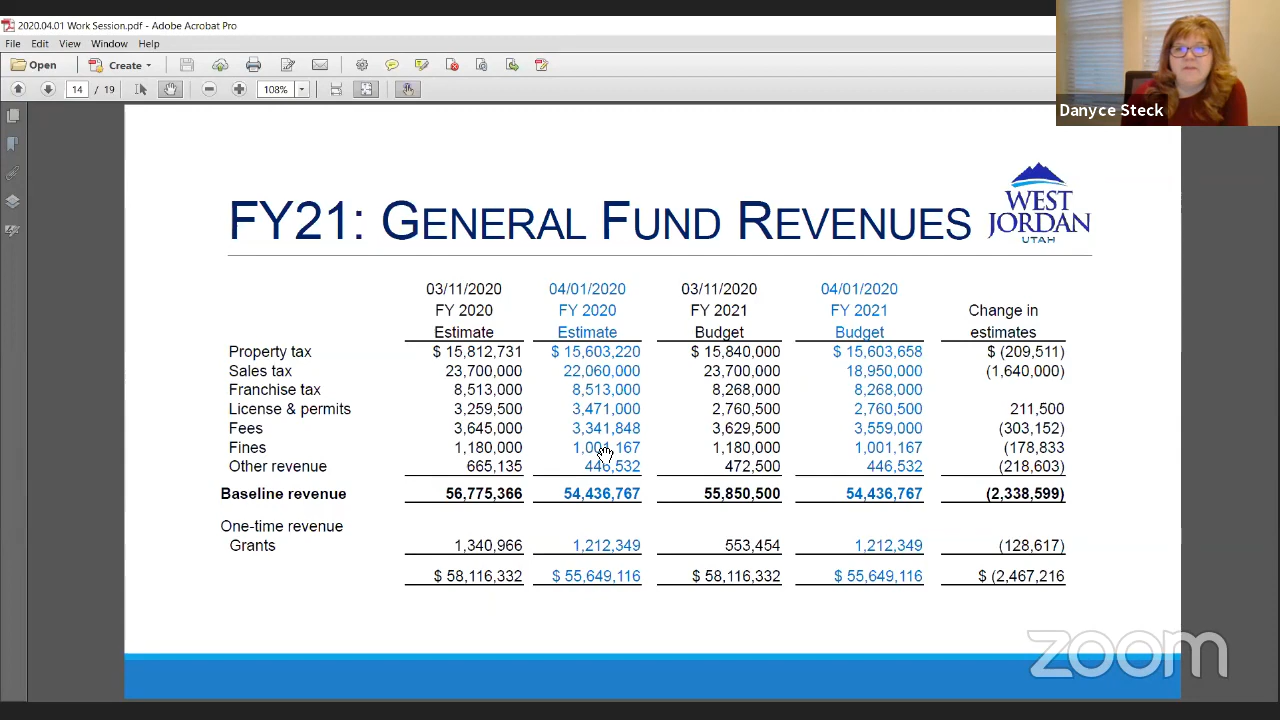 2020.04.01 Work Session.pdf - Adobe Acrobat Pro
File Edit View Window Help
Open Create
14 / 19 108%
Danyce Steck
WEST
JORDAN
UTAH
FY21: GENERAL FUND REVENUES
03/11/2020 04/01/2020 03/11/2020 04/01/2020
FY 2020 FY 2020 FY 2021 FY 2021 Change in
Estimate Estimate Budget Budget estimates
Property tax $ 15,812,731 $ 15,603,220 $ 15,840,000 $ 15,603,658 $ (209,511)
Sales tax 23,700,000 22,060,000 23,700,000 18,950,000 (1,640,000)
Franchise tax 8,513,000 8,513,000 8,268,000 8,268,000
License & permits 3,259,500 3,471,000 2,760,500 2,760,500 211,500
Fees 3,645,000 3,341,848 3,629,500 3,559,000 (303,152)
Fines 1,180,000 1,001,167 1,180,000 1,001,167 (178,833
Other revenue 665,135 446,532 472,500 446,532 (218,603)
Baseline revenue 56,775,366 54,436,767 55,850,500 54,436,767 (2,338,599)
One-time revenue
Grants 1,340,966 1,212,349 553,454 1,212,349 (128,617)
$ 58,116,332 $ 55,649,116 $ 58,116,332 $ 55,649,116 $ (2,467,216
zoom